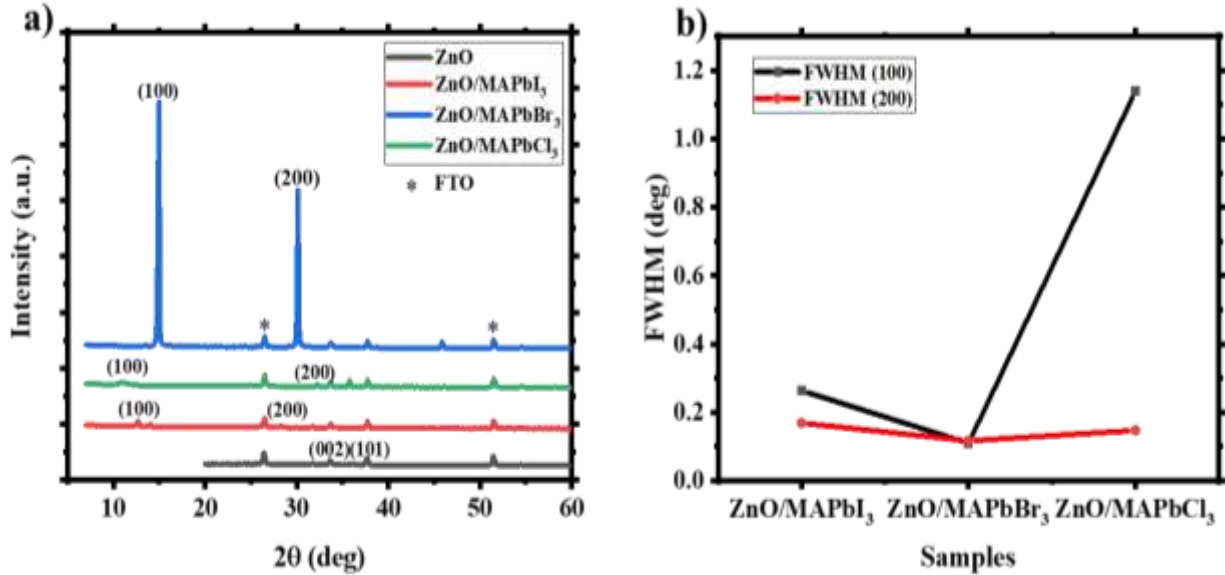 a)
ZnO
ZnO/MAPbI3
ZnO/MAPbBr3
ZnO/MAPbCl3
* FTO
(100)
(200)
*
*
(100)
(200)
(100)
(200)
(002)(101)
Intensity (a.u.)
10 20 30 40 50 60
2θ (deg)
b)
FWHM (100)
FWHM (200)
1.2
1.0
0.8
0.6
0.4
0.2
0.0
FWHM (deg)
ZnO/MAPbI3 ZnO/MAPbBr3 ZnO/MAPbCl3
Samples